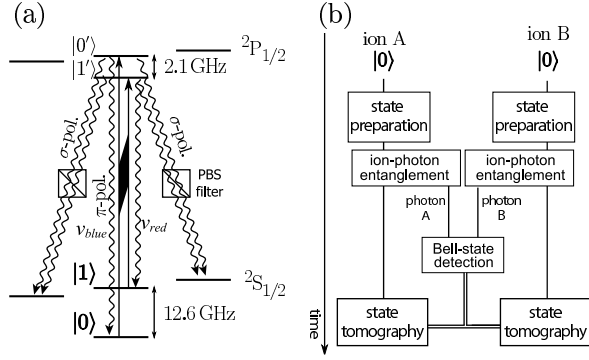 (a)
|0′⟩
|1′⟩
²P₁/₂
2.1 GHz
σ-pol.
σ-pol.
π-pol.
PBS
filter
ν_blue
ν_red
|1⟩
²S₁/₂
12.6 GHz
|0⟩
(b)
ion A
ion B
|0⟩
|0⟩
state
preparation
state
preparation
ion-photon
entanglement
ion-photon
entanglement
photon
A
photon
B
Bell-state
detection
state
tomography
state
tomography
time